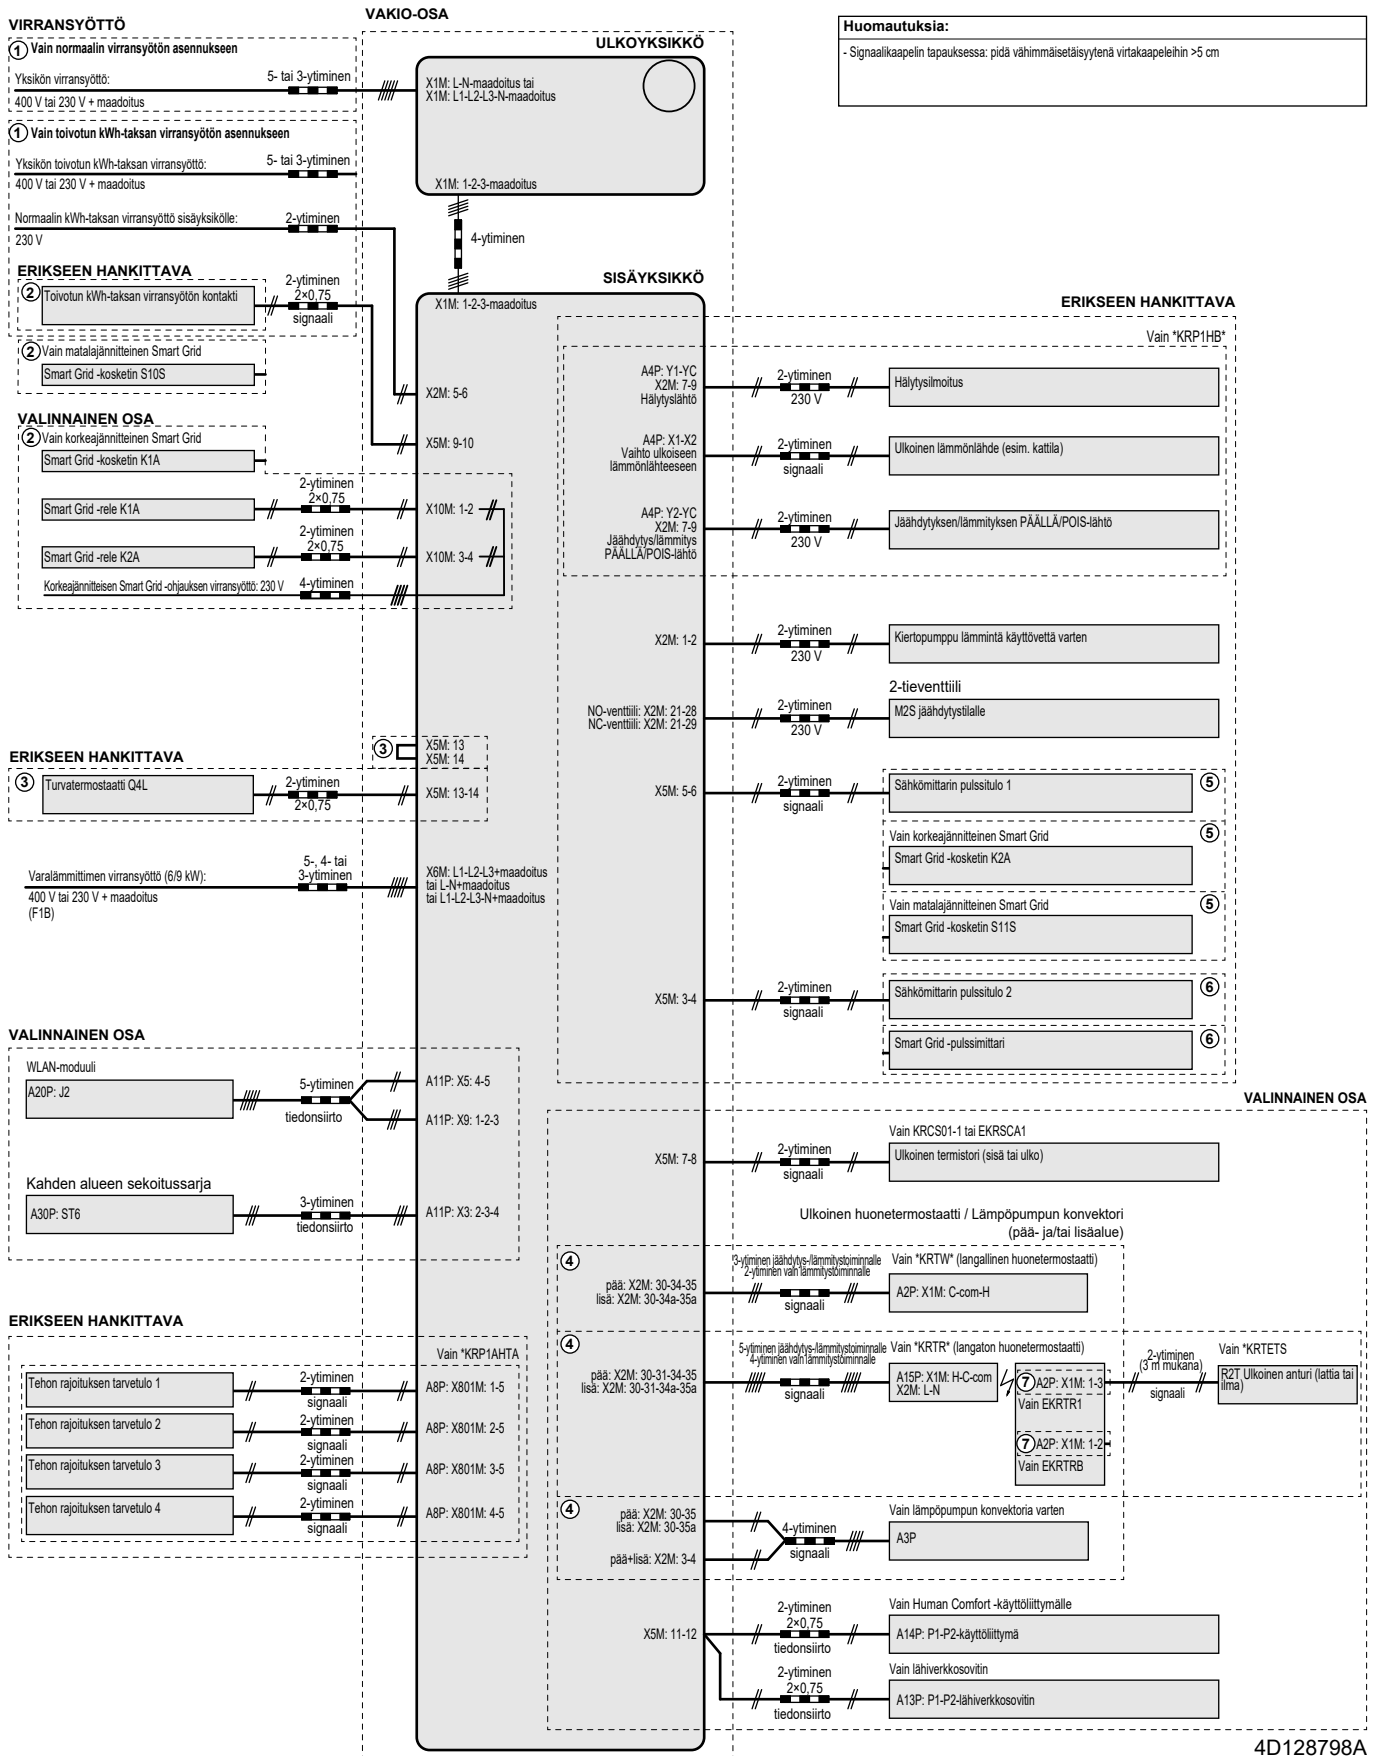 VIRRANSYÖTTÖ
1 Vain normaalin virransyötön asennukseen
Yksikön virransyöttö:
5- tai 3-ytiminen
400 V tai 230 V + maadoitus
1 Vain toivotun kWh-taksan virransyötön asennukseen
Yksikön toivotun kWh-taksan virransyöttö:
5- tai 3-ytiminen
400 V tai 230 V + maadoitus
Normaalin kWh-taksan virransyöttö sisäyksikölle:
2-ytiminen
230 V
ERIKSEEN HANKITTAVA
2 Toivotun kWh-taksan virransyötön kontakti
2-ytiminen
2×0,75
signaali
2 Vain matalajännitteinen Smart Grid
Smart Grid -kosketin S10S
VALINNAINEN OSA
2 Vain korkeajännitteinen Smart Grid
Smart Grid -kosketin K1A
Smart Grid -rele K1A
2-ytiminen
2×0,75
Smart Grid -rele K2A
2-ytiminen
2×0,75
Korkeajännitteisen Smart Grid -ohjauksen virransyöttö: 230 V
4-ytiminen
ERIKSEEN HANKITTAVA
3 Turvatermostaatti Q4L
2-ytiminen
2×0,75
Varalämmittimen virransyöttö (6/9 kW):
5-, 4- tai
3-ytiminen
400 V tai 230 V + maadoitus
(F1B)
VALINNAINEN OSA
WLAN-moduuli
A20P: J2
5-ytiminen
tiedonsiirto
Kahden alueen sekoitussarja
A30P: ST6
3-ytiminen
tiedonsiirto
ERIKSEEN HANKITTAVA
Vain *KRP1AHTA
Tehon rajoituksen tarvetulo 1
2-ytiminen
signaali
Tehon rajoituksen tarvetulo 2
2-ytiminen
signaali
Tehon rajoituksen tarvetulo 3
2-ytiminen
signaali
Tehon rajoituksen tarvetulo 4
2-ytiminen
signaali
VAKIO-OSA
ULKOYKSIKKÖ
X1M: L-N-maadoitus tai
X1M: L1-L2-L3-N-maadoitus
X1M: 1-2-3-maadoitus
4-ytiminen
SISÄYKSIKKÖ
X1M: 1-2-3-maadoitus
X2M: 5-6
X5M: 9-10
X10M: 1-2
X10M: 3-4
3
X5M: 13
X5M: 14
X5M: 13-14
X6M: L1-L2-L3+maadoitus
tai L-N+maadoitus
tai L1-L2-L3-N+maadoitus
A11P: X5: 4-5
A11P: X9: 1-2-3
A11P: X3: 2-3-4
A8P: X801M: 1-5
A8P: X801M: 2-5
A8P: X801M: 3-5
A8P: X801M: 4-5
Huomautuksia:
- Signaalikaapelin tapauksessa: pidä vähimmäisetäisyytenä virtakaapeleihin >5 cm
ERIKSEEN HANKITTAVA
Vain *KRP1HB*
A4P: Y1-YC
X2M: 7-9
Hälytyslähtö
2-ytiminen
230 V
Hälytysilmoitus
A4P: X1-X2
Vaihto ulkoiseen
lämmönlähteeseen
2-ytiminen
signaali
Ulkoinen lämmönlähde (esim. kattila)
A4P: Y2-YC
X2M: 7-9
Jäähdytys/lämmitys
PÄÄLLÄ/POIS-lähtö
2-ytiminen
230 V
Jäähdytyksen/lämmityksen PÄÄLLÄ/POIS-lähtö
X2M: 1-2
2-ytiminen
230 V
Kiertopumppu lämmintä käyttövettä varten
2-tieventtiili
NO-venttiili: X2M: 21-28
NC-venttiili: X2M: 21-29
2-ytiminen
230 V
M2S jäähdytystilalle
X5M: 5-6
2-ytiminen
signaali
Sähkömittarin pulssitulo 1
5
Vain korkeajännitteinen Smart Grid
5
Smart Grid -kosketin K2A
Vain matalajännitteinen Smart Grid
5
Smart Grid -kosketin S11S
X5M: 3-4
2-ytiminen
signaali
Sähkömittarin pulssitulo 2
6
Smart Grid -pulssimittari
6
VALINNAINEN OSA
Vain KRCS01-1 tai EKRSCA1
X5M: 7-8
2-ytiminen
signaali
Ulkoinen termistori (sisä tai ulko)
Ulkoinen huonetermostaatti / Lämpöpumpun konvektori
(pää- ja/tai lisäalue)
4
pää: X2M: 30-34-35
lisä: X2M: 30-34a-35a
3-ytiminen jäähdytys-/lämmitystoiminnalle
2-ytiminen vain lämmitystoiminnalle
signaali
Vain *KRTW* (langallinen huonetermostaatti)
A2P: X1M: C-com-H
4
pää: X2M: 30-31-34-35
lisä: X2M: 30-31-34a-35a
5-ytiminen jäähdytys-/lämmitystoiminnalle
4-ytiminen vain lämmitystoiminnalle
signaali
Vain *KRTR* (langaton huonetermostaatti)
A15P: X1M: H-C-com
X2M: L-N
7 A2P: X1M: 1-3
Vain EKRTR1
7 A2P: X1M: 1-2
Vain EKRTRB
2-ytiminen
(3 m mukana)
signaali
Vain *KRTETS
R2T Ulkoinen anturi (lattia tai
ilma)
4
pää: X2M: 30-35
lisä: X2M: 30-35a
pää+lisä: X2M: 3-4
4-ytiminen
signaali
Vain lämpöpumpun konvektoria varten
A3P
X5M: 11-12
2-ytiminen
2×0,75
tiedonsiirto
Vain Human Comfort -käyttöliittymälle
A14P: P1-P2-käyttöliittymä
2-ytiminen
2×0,75
tiedonsiirto
Vain lähiverkkosovitin
A13P: P1-P2-lähiverkkosovitin
4D128798A